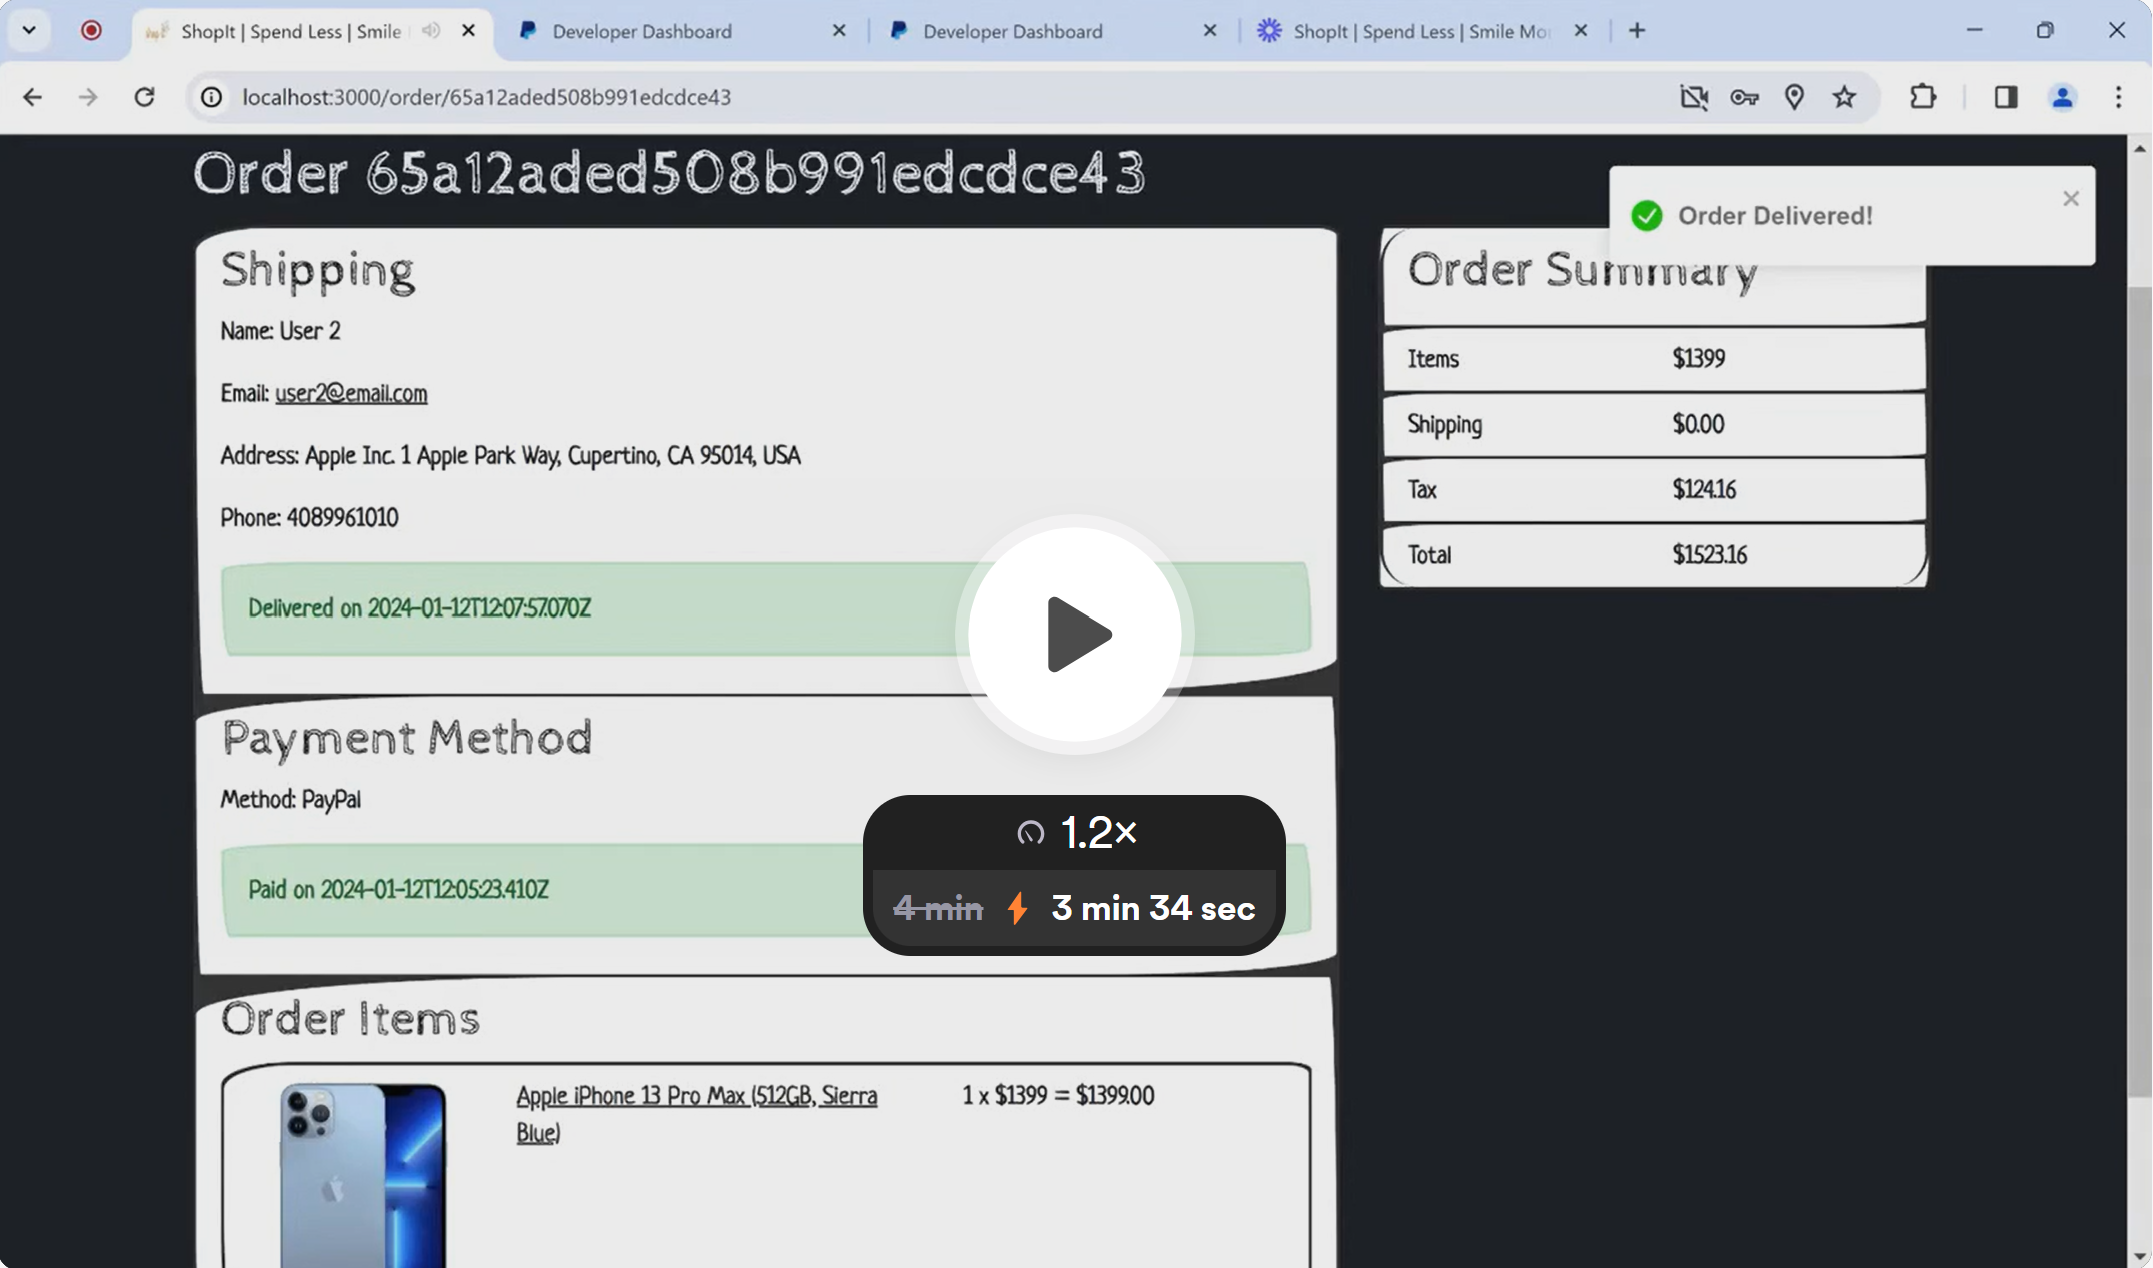 ShopIt | Spend Less | Smile
Developer Dashboard
Developer Dashboard
ShopIt | Spend Less | Smile Mo
localhost:3000/order/65a12aded508b991edcdce43
Order 65a12aded508b991edcdce43
Order Delivered!
Shipping
Name: User 2
Email: user2@email.com
Address: Apple Inc. 1 Apple Park Way, Cupertino, CA 95014, USA
Phone: 4089961010
Delivered on 2024-01-12T12:07:57.070Z
Order Summary
Items $1399
Shipping $0.00
Tax $124.16
Total $1523.16
Payment Method
Method: PayPal
Paid on 2024-01-12T12:05:23.410Z
1.2×
4 min 3 min 34 sec
Order Items
Apple iPhone 13 Pro Max (512GB, Sierra
Blue)
1 x $1399 = $1399.00